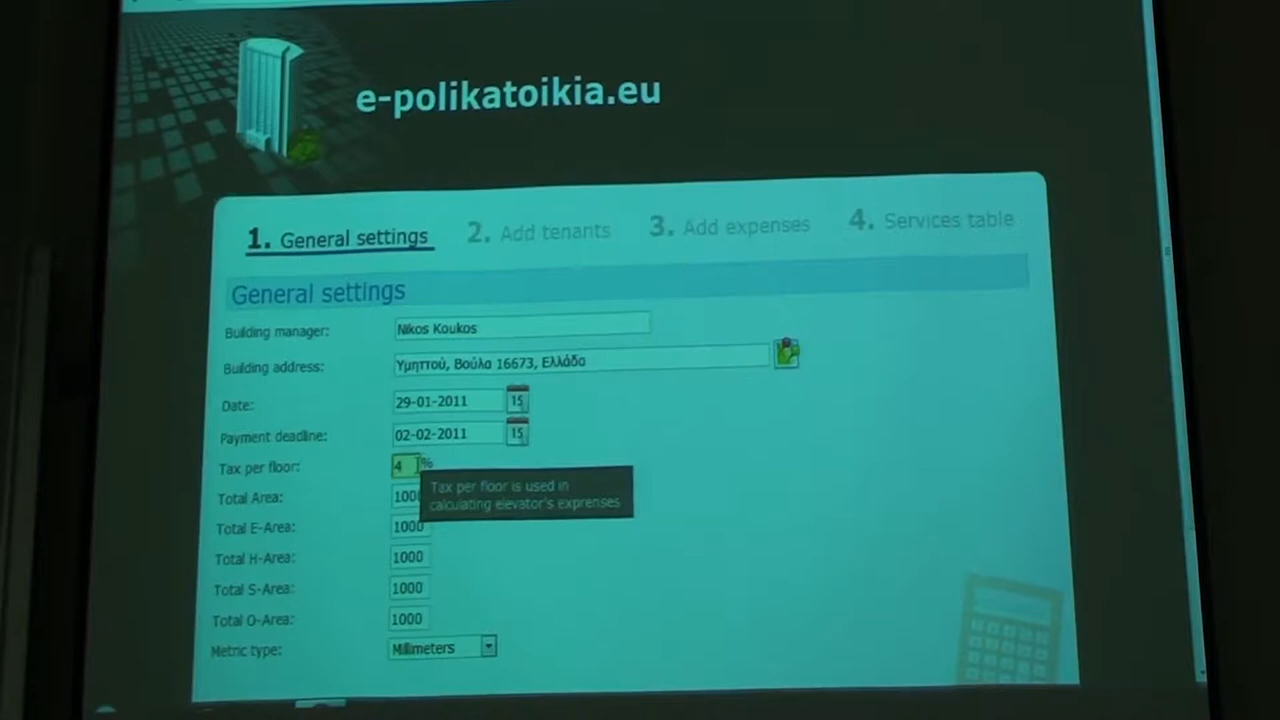 e-polikatoikia.eu
1. General settings 2. Add tenants 3. Add expenses 4. Services table
General settings
Building manager: Nikos Koukos
Building address: Υμηττού, Βούλα 16673, Ελλάδα
Date: 29-01-2011 15
Payment deadline: 02-02-2011 15
Tax per floor: 4 %
Tax per floor is used in
calculating elevator's exprenses
Total Area: 100
Total E-Area: 1000
Total H-Area: 1000
Total S-Area: 1000
Total O-Area: 1000
Metric type: Millimeters